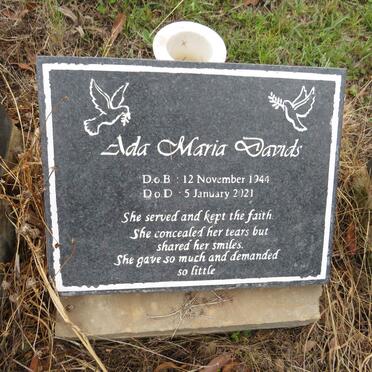 Ada Maria Davids
D.o.B : 12 November 1944
D.o.D : 5 January 2021
She served and kept the faith.
She concealed her tears but
shared her smiles.
She gave so much and demanded
so little